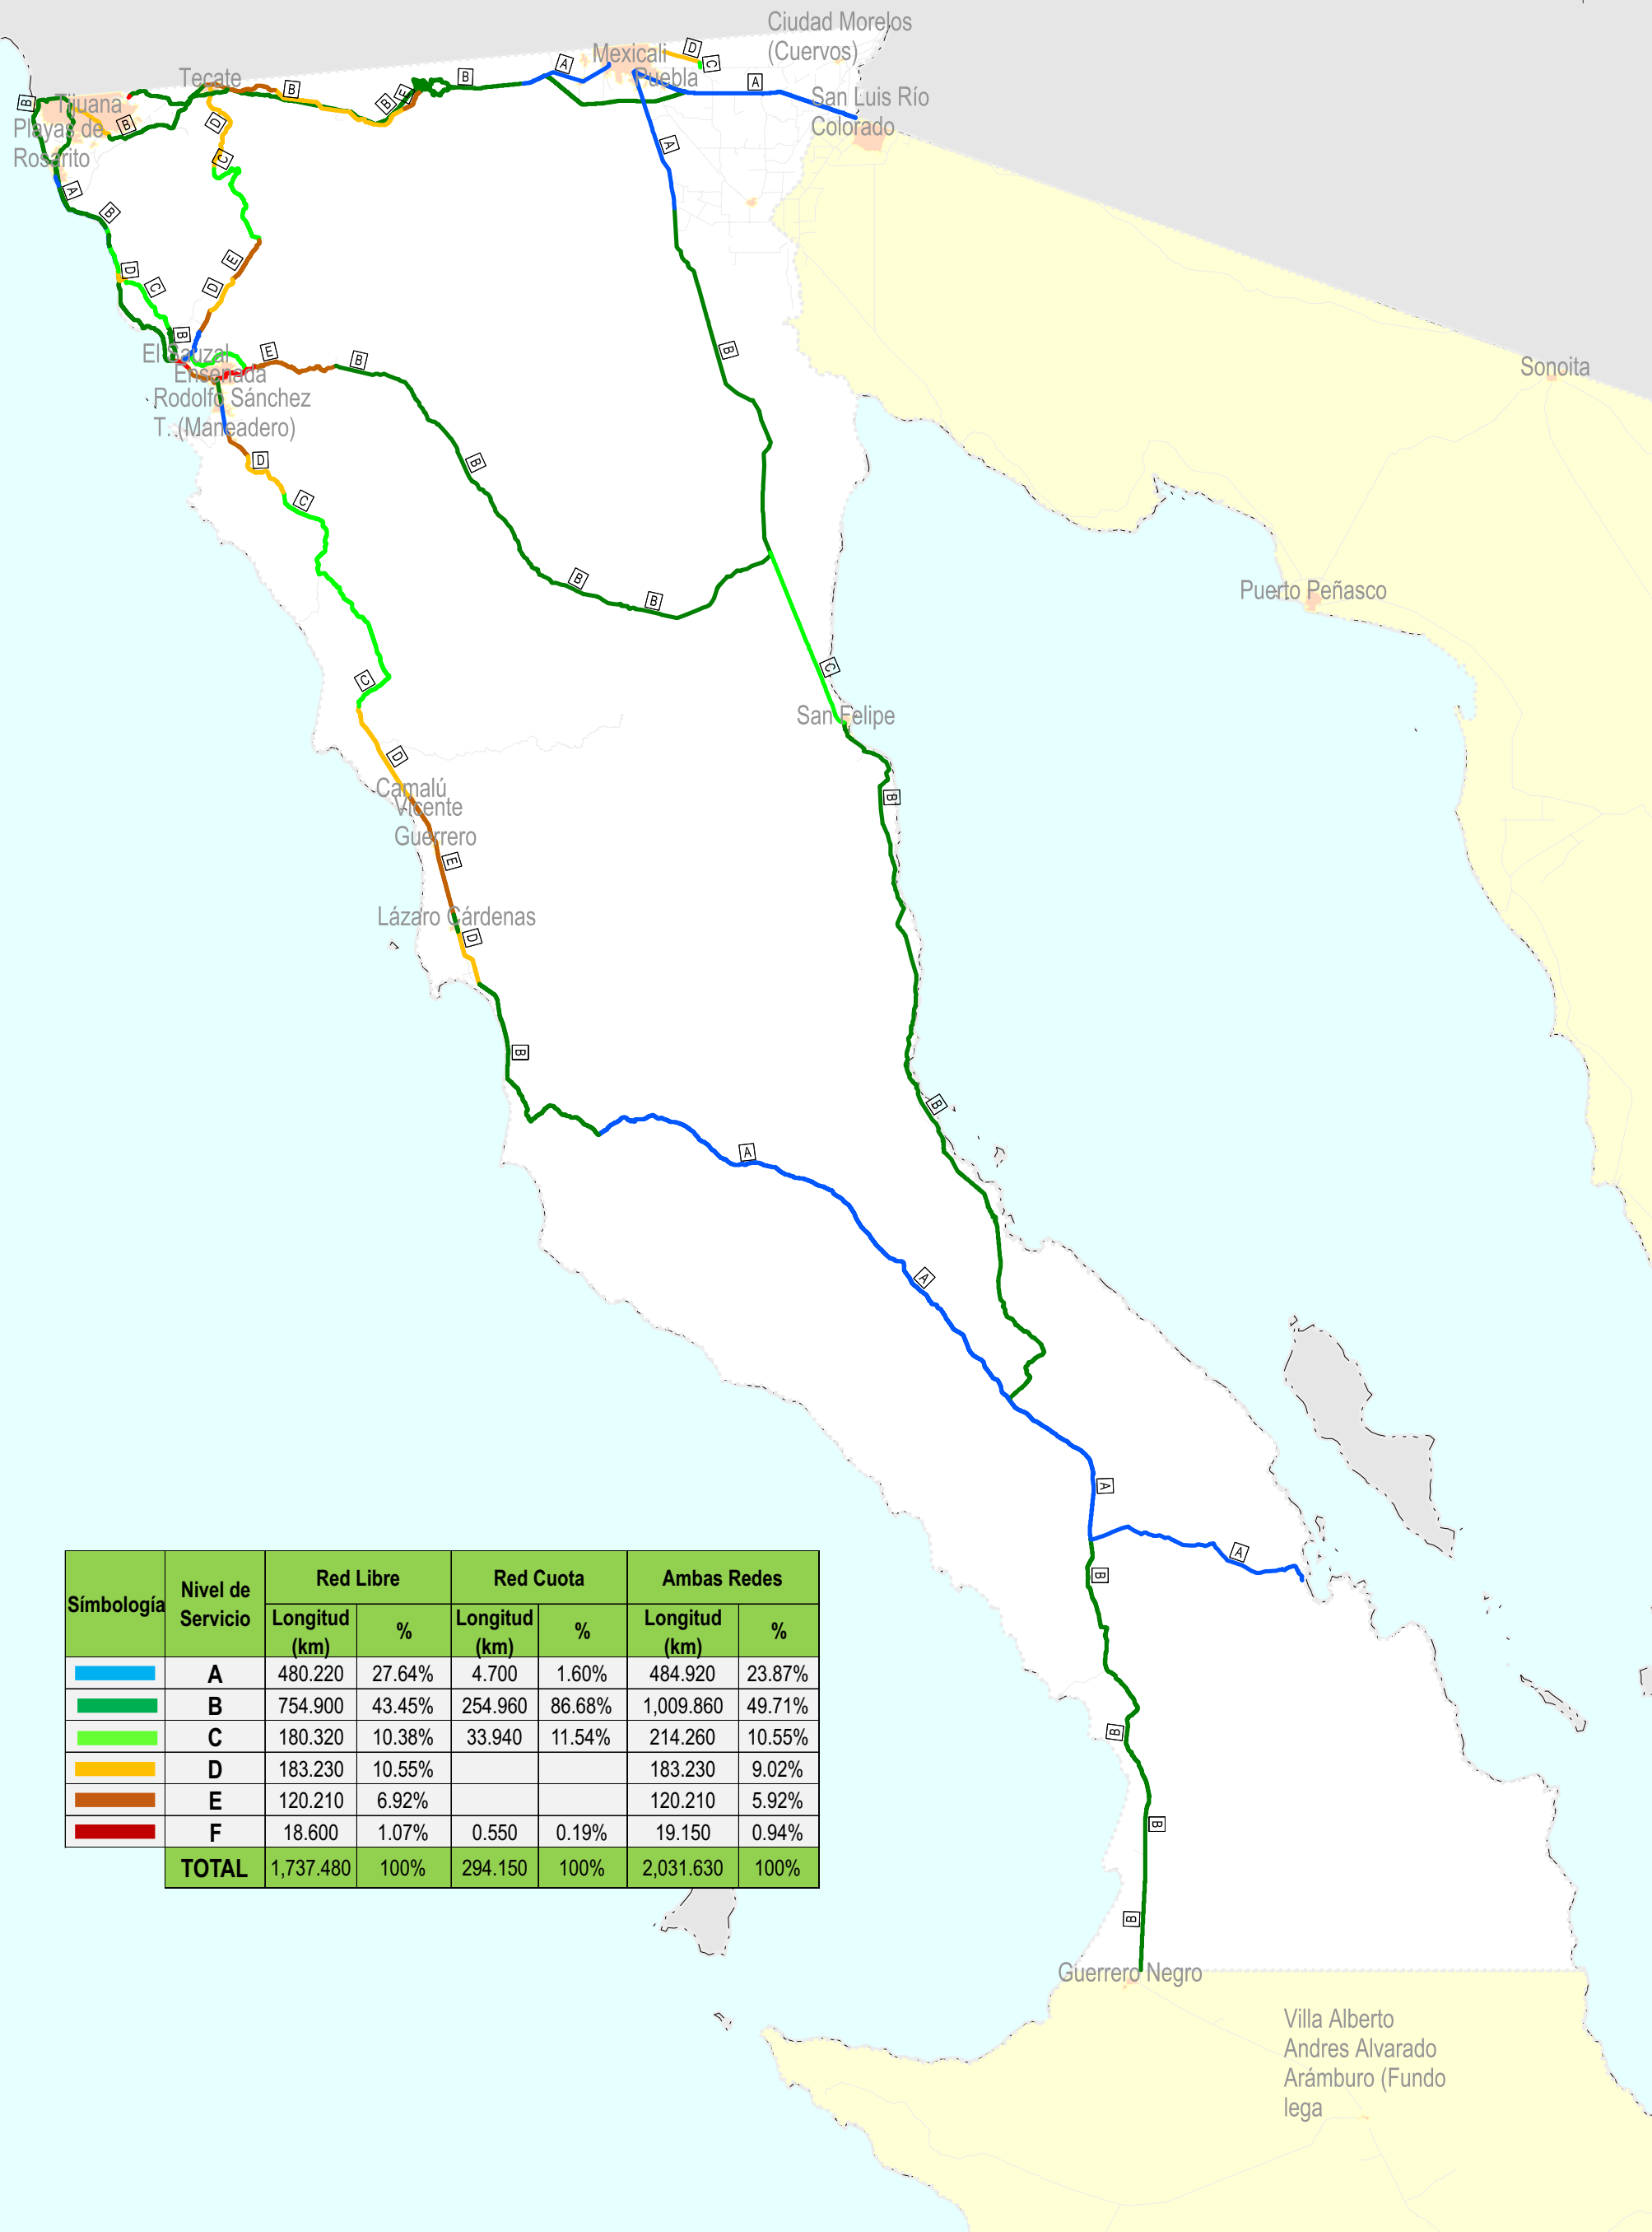 Ciudad Morelos
(Cuervos)
Mexicali
D
C
A
B
Puebla
A
Tecate
B
B
E
B
Tijuana
B
San Luis Río
Colorado
Playas de
Rosarito
D
C
A
A
B
E
D
D
C
B
B
El Sauzal
E
B
Ensenada
Sonoita
Rodolfo Sánchez
T. (Maneadero)
D
B
C
B
B
Puerto Peñasco
C
C
San Felipe
D
Camalú
B
Vicente
Guerrero
E
Lázaro Cárdenas
D
B
B
A
A
A
A
B
B
B
B
Símbología
Nivel de
Servicio
Red Libre
Red Cuota
Ambas Redes
Longitud
(km)
%
Longitud
(km)
%
Longitud
(km)
%
A 480.220 27.64% 4.700 1.60% 484.920 23.87%
B 754.900 43.45% 254.960 86.68% 1,009.860 49.71%
C 180.320 10.38% 33.940 11.54% 214.260 10.55%
D 183.230 10.55% 183.230 9.02%
E 120.210 6.92% 120.210 5.92%
F 18.600 1.07% 0.550 0.19% 19.150 0.94%
TOTAL 1,737.480 100% 294.150 100% 2,031.630 100%
Guerrero Negro
Villa Alberto
Andres Alvarado
Arámburo (Fundo
lega